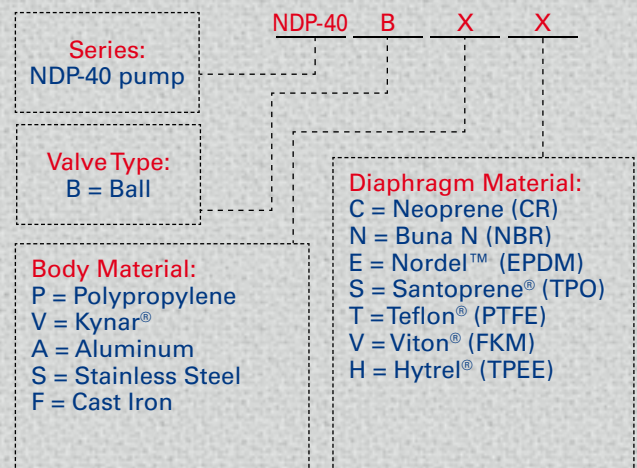 NDP-40 B X X
Series:
NDP-40 pump
Valve Type:
B = Ball
Body Material:
P = Polypropylene
V = Kynar®
A = Aluminum
S = Stainless Steel
F = Cast Iron
Diaphragm Material:
C = Neoprene (CR)
N = Buna N (NBR)
E = Nordel™ (EPDM)
S = Santoprene® (TPO)
T = Teflon® (PTFE)
V = Viton® (FKM)
H = Hytrel® (TPEE)